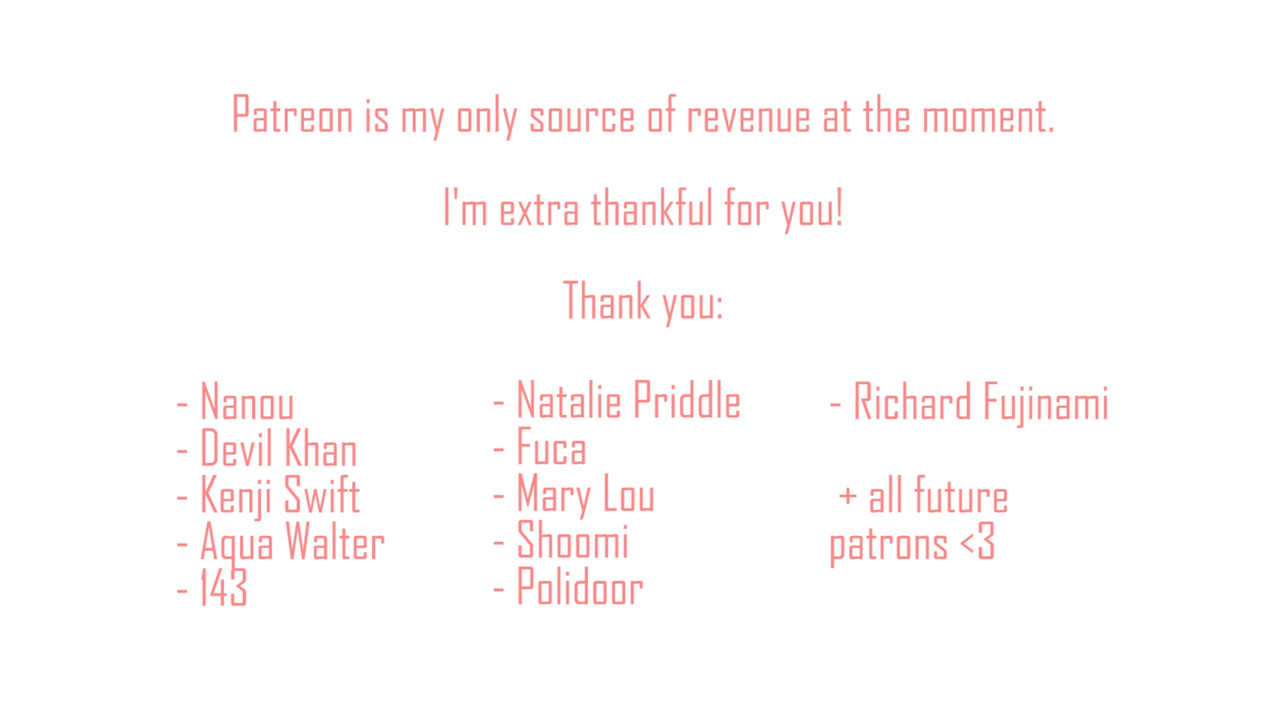 Patreon is my only source of revenue at the moment.
I'm extra thankful for you!
Thank you:
- Nanou
- Devil Khan
- Kenji Swift
- Aqua Walter
- 143
- Natalie Priddle
- Fuca
- Mary Lou
- Shoomi
- Polidoor
- Richard Fujinami
+ all future
patrons <3